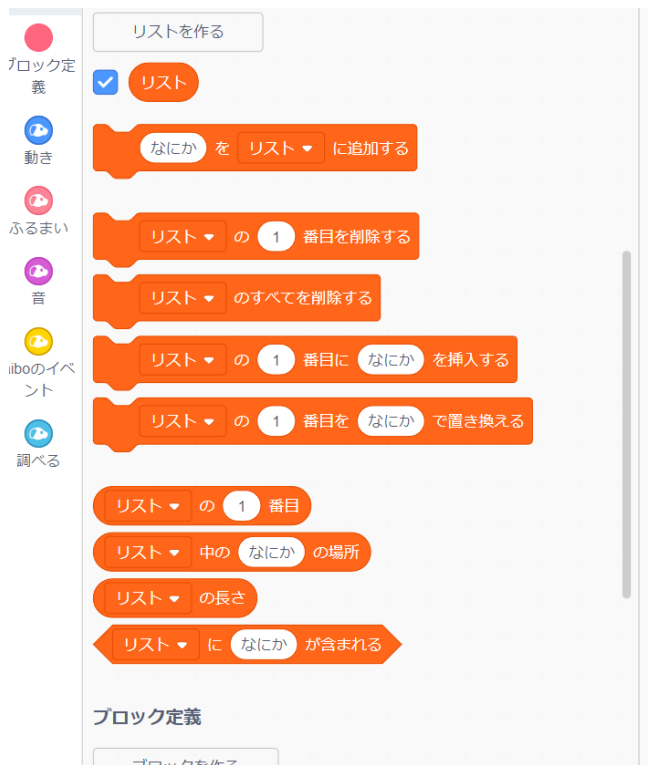 リストを作る
ブロック定
義
リスト
動き
なにか を リスト に追加する
ふるまい
リスト の 1 番目を削除する
音
リスト のすべてを削除する
iboのイベ
ント
リスト の 1 番目に なにか を挿入する
リスト の 1 番目を なにか で置き換える
調べる
リスト の 1 番目
リスト 中の なにか の場所
リスト の長さ
リスト に なにか が含まれる
ブロック定義
ブロックを作る